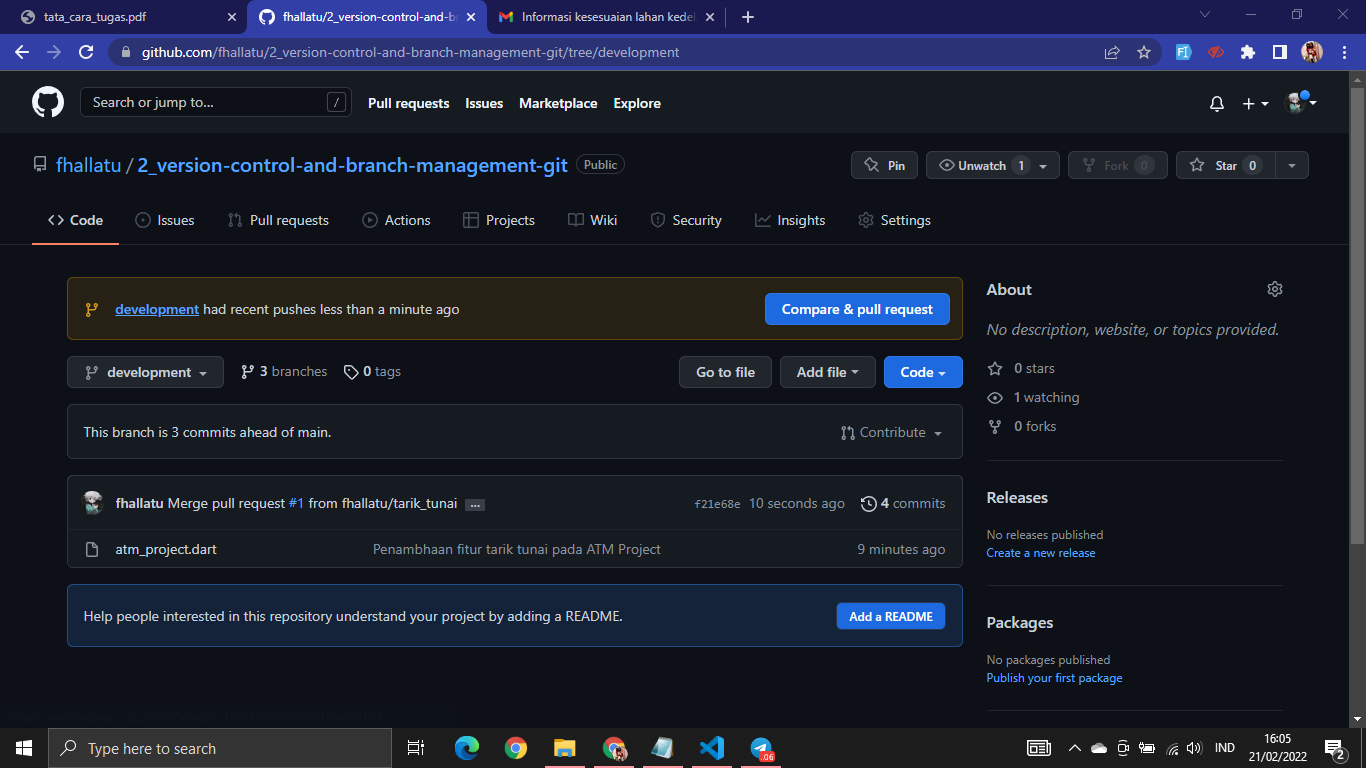 tata_cara_tugas.pdf
fhallatu/2_version-control-and-b
Informasi kesesuaian lahan kedel
github.com/fhallatu/2_version-control-and-branch-management-git/tree/development
Search or jump to... /
Pull requests Issues Marketplace Explore
fhallatu / 2_version-control-and-branch-management-git Public
Pin Unwatch 1 Fork 0 Star 0
Code Issues Pull requests Actions Projects Wiki Security Insights Settings
development had recent pushes less than a minute ago Compare & pull request
development 3 branches 0 tags Go to file Add file Code
This branch is 3 commits ahead of main. Contribute
fhallatu Merge pull request #1 from fhallatu/tarik_tunai ... f21e68e 10 seconds ago 4 commits
atm_project.dart Penambhaan fitur tarik tunai pada ATM Project 9 minutes ago
Help people interested in this repository understand your project by adding a README. Add a README
About
No description, website, or topics provided.
0 stars
1 watching
0 forks
Releases
No releases published
Create a new release
Packages
No packages published
Publish your first package
Type here to search
.06
IND
16:05
21/02/2022
2